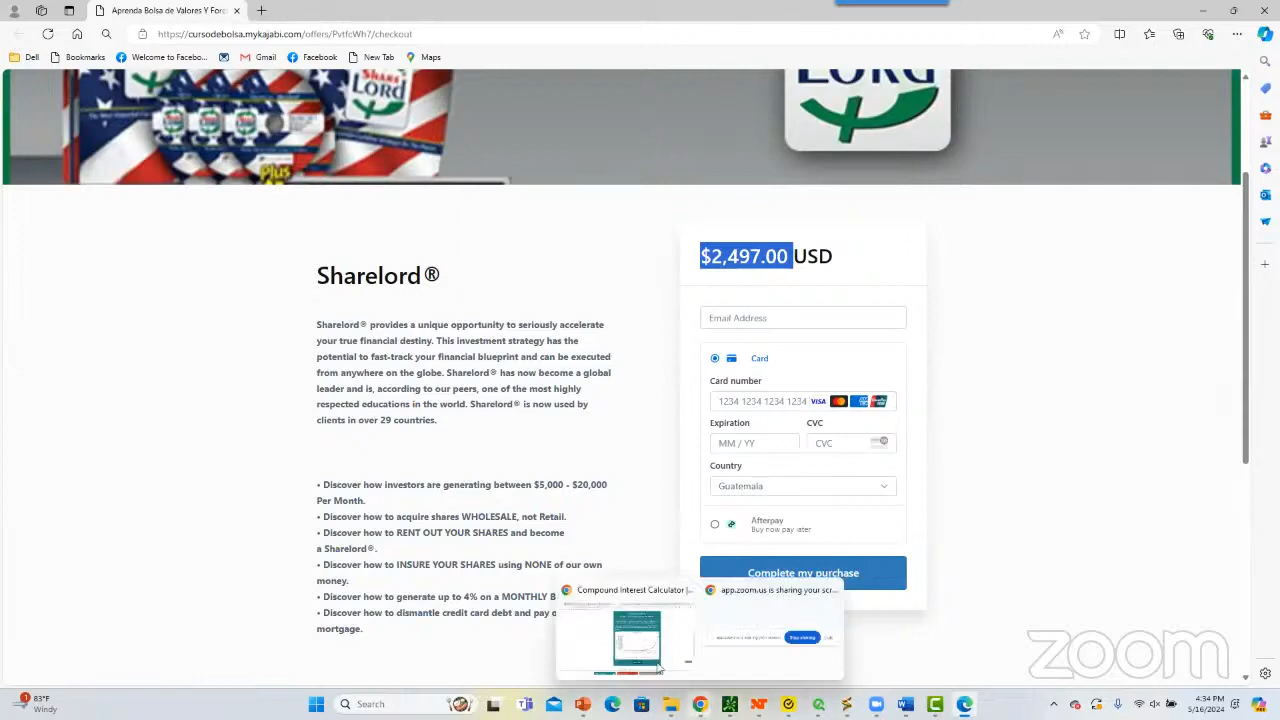 Aprenda Bolsa de Valores Y Forc
https://cursodebolsa.mykajabi.com/offers/PvtfcWh7/checkout
Dell
Bookmarks
Welcome to Facebo...
Gmail
Facebook
New Tab
Maps
SHARE
LORD
Plus
LORD
$2,497.00 USD
Sharelord®
Email Address
Sharelord® provides a unique opportunity to seriously accelerate
your true financial destiny. This investment strategy has the
potential to fast-track your financial blueprint and can be executed
from anywhere on the globe. Sharelord® has now become a global
leader and is, according to our peers, one of the most highly
respected educations in the world. Sharelord® is now used by
clients in over 29 countries.
Card
Card number
1234 1234 1234 1234 VISA
Expiration
CVC
MM / YY
CVC
Country
Guatemala
• Discover how investors are generating between $5,000 - $20,000
Per Month.
• Discover how to acquire shares WHOLESALE, not Retail.
• Discover how to RENT OUT YOUR SHARES and become
a Sharelord®.
• Discover how to INSURE YOUR SHARES using NONE of our own
money.
• Discover how to generate up to 4% on a MONTHLY B
• Discover how to dismantle credit card debt and pay o
mortgage.
Afterpay
Buy now pay later
Complete my purchase
Compound Interest Calculator |...
app.zoom.us is sharing your scr...
Stop sharing
zoom
1
83°F
Windy
Search
4:34 PM
5/16/2024